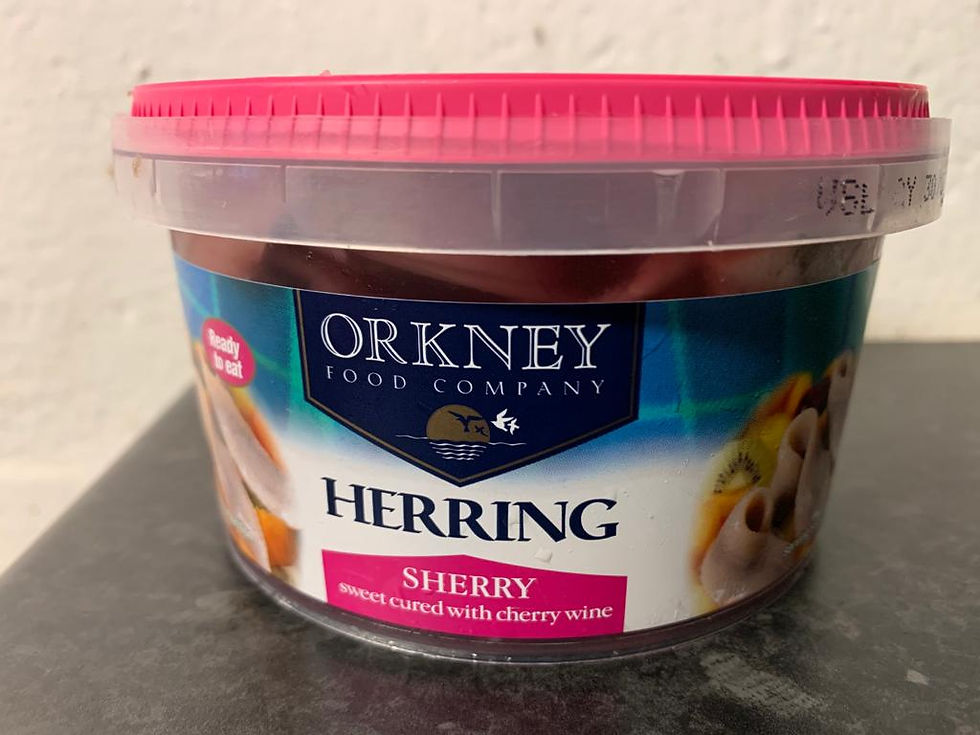 Ready
to eat
ORKNEY
FOOD COMPANY
HERRING
SHERRY
sweet cured with cherry wine